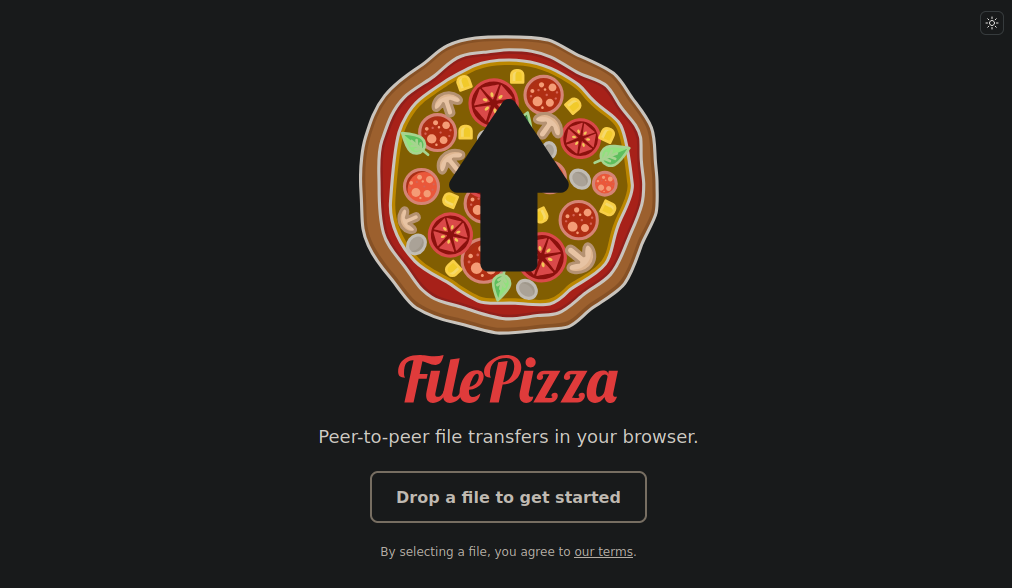 FilePizza
Peer-to-peer file transfers in your browser.
Drop a file to get started
By selecting a file, you agree to our terms.